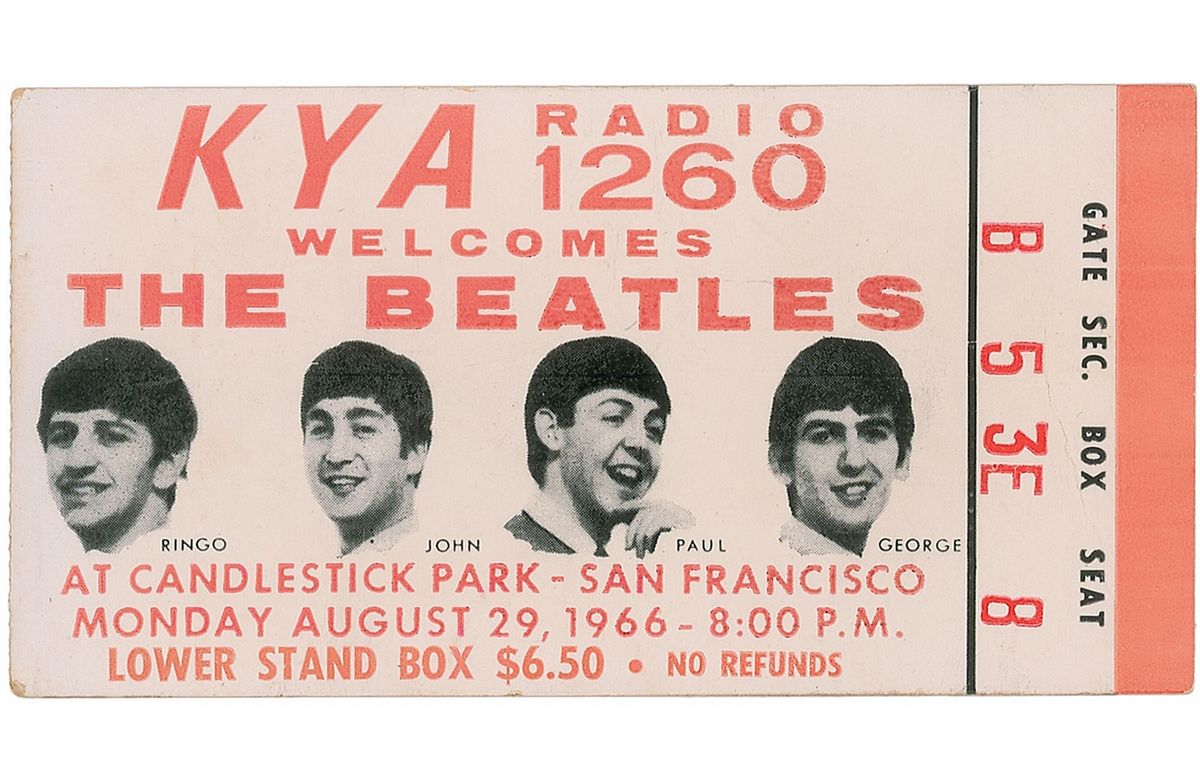 KYA RADIO
1260
WELCOMES
THE BEATLES
RINGO
JOHN
PAUL
GEORGE
AT CANDLESTICK PARK - SAN FRANCISCO
MONDAY AUGUST 29, 1966 - 8:00 P.M.
LOWER STAND BOX $6.50 • NO REFUNDS
B 5 3E 8
GATE SEC. BOX SEAT